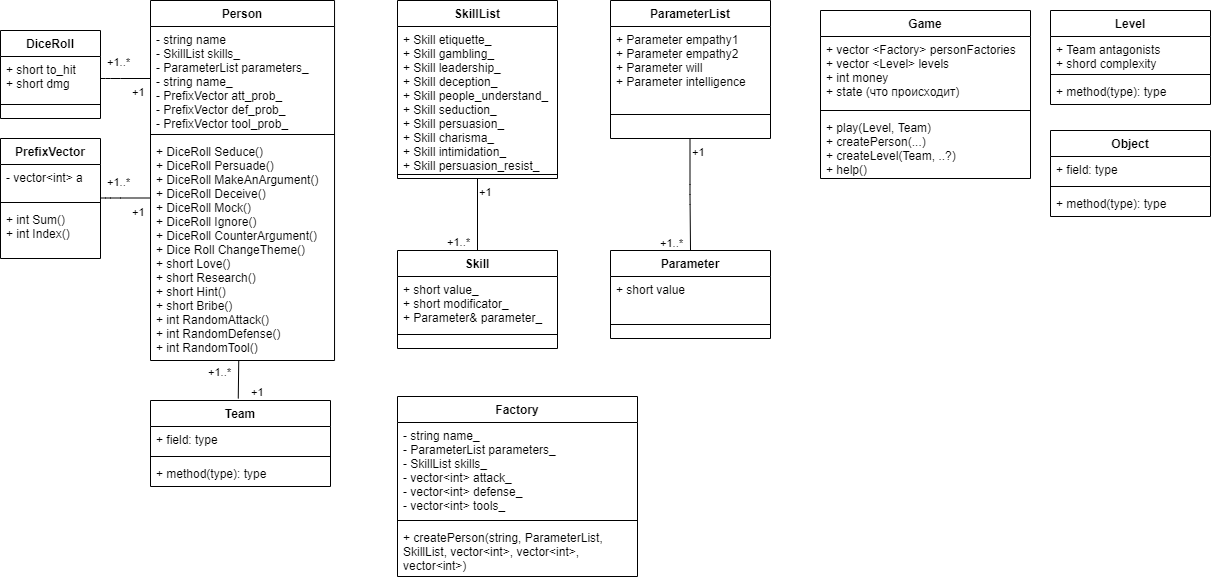 DiceRoll
+ short to_hit
+ short dmg
+1..*
+1
PrefixVector
- vector<int> a
+ int Sum()
+ int Index()
+1..*
+1
Person
- string name
- SkillList skills_
- ParameterList parameters_
- string name_
- PrefixVector att_prob_
- PrefixVector def_prob_
- PrefixVector tool_prob_
+ DiceRoll Seduce()
+ DiceRoll Persuade()
+ DiceRoll MakeAnArgument()
+ DiceRoll Deceive()
+ DiceRoll Mock()
+ DiceRoll Ignore()
+ DiceRoll CounterArgument()
+ Dice Roll ChangeTheme()
+ short Love()
+ short Research()
+ short Hint()
+ short Bribe()
+ int RandomAttack()
+ int RandomDefense()
+ int RandomTool()
+1..*
+1
Team
+ field: type
+ method(type): type
SkillList
+ Skill etiquette_
+ Skill gambling_
+ Skill leadership_
+ Skill deception_
+ Skill people_understand_
+ Skill seduction_
+ Skill persuasion_
+ Skill charisma_
+ Skill intimidation_
+ Skill persuasion_resist_
+1
+1..*
Skill
+ short value_
+ short modificator_
+ Parameter& parameter_
ParameterList
+ Parameter empathy1
+ Parameter empathy2
+ Parameter will
+ Parameter intelligence
+1
+1..*
Parameter
+ short value
Factory
- string name_
- ParameterList parameters_
- SkillList skills_
- vector<int> attack_
- vector<int> defense_
- vector<int> tools_
+ createPerson(string, ParameterList,
SkillList, vector<int>, vector<int>,
vector<int>)
Game
+ vector <Factory> personFactories
+ vector <Level> levels
+ int money
+ state (что происходит)
+ play(Level, Team)
+ createPerson(...)
+ createLevel(Team, ..?)
+ help()
Level
+ Team antagonists
+ shord complexity
+ method(type): type
Object
+ field: type
+ method(type): type